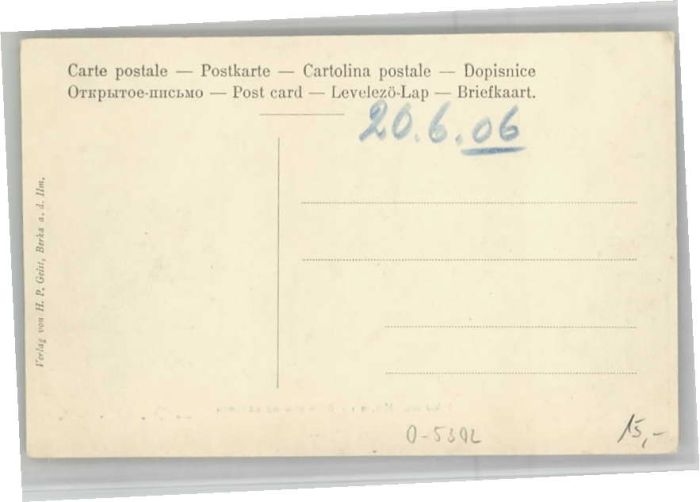 Carte postale — Postkarte — Cartolina postale — Dopisnice
Открытое-письмо — Post card — Levelezö-Lap — Briefkaart.
20.6.06
Verlag von H. P. Geist, Berka a. d. Ilm.
O-5392
15,-